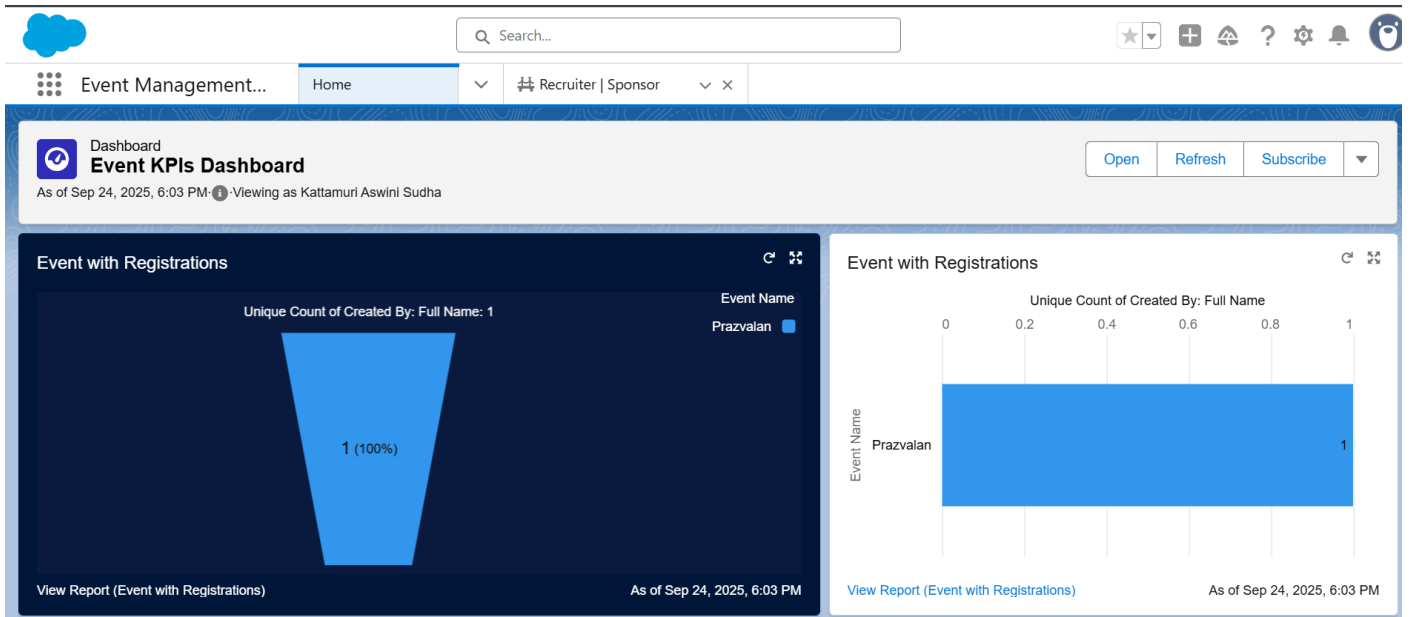 Search...
Event Management...
Home
Recruiter | Sponsor
Dashboard
Event KPIs Dashboard
As of Sep 24, 2025, 6:03 PM·Viewing as Kattamuri Aswini Sudha
Open
Refresh
Subscribe
Event with Registrations
Unique Count of Created By: Full Name: 1
Event Name
Prazvalan
1 (100%)
View Report (Event with Registrations)
As of Sep 24, 2025, 6:03 PM
Event with Registrations
Unique Count of Created By: Full Name
0 0.2 0.4 0.6 0.8 1
Event Name
Prazvalan
1
View Report (Event with Registrations)
As of Sep 24, 2025, 6:03 PM